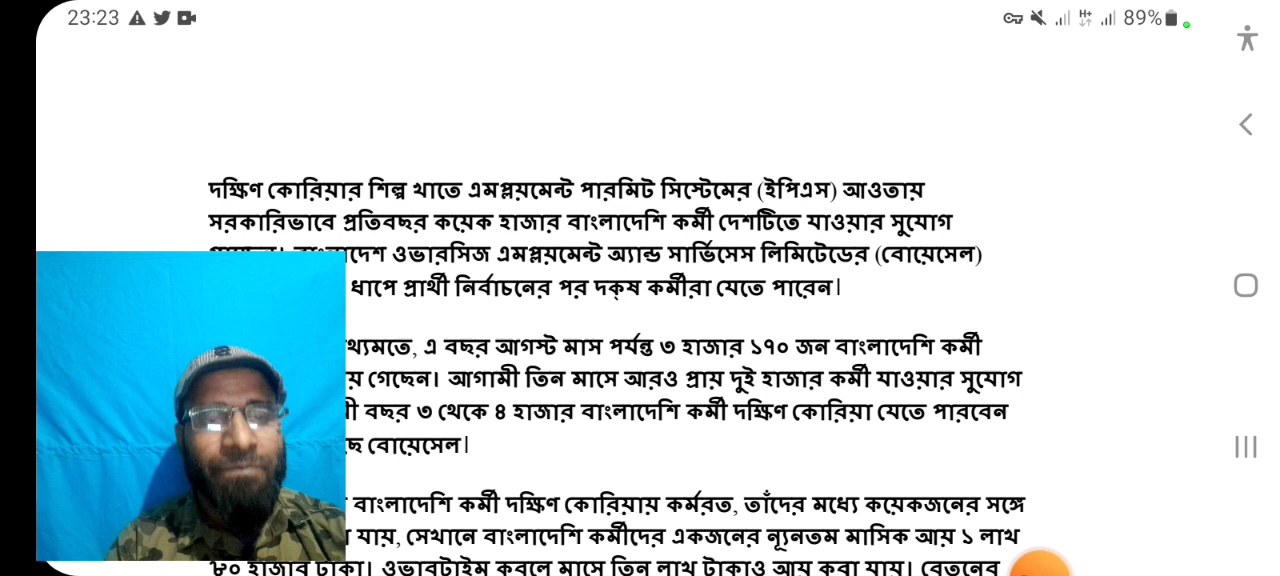 23:23
H+
89%
দক্ষিণ কোরিয়ার শিল্প খাতে এমপ্লয়মেন্ট পারমিট সিস্টেমের (ইপিএস) আওতায়
সরকারিভাবে প্রতিবছর কয়েক হাজার বাংলাদেশি কর্মী দেশটিতে যাওয়ার সুযোগ
ওভারসিজ এমপ্লয়মেন্ট অ্যান্ড সার্ভিসেস লিমিটেডের (বোয়েসেল)
ধাপে প্রার্থী নির্বাচনের পর দক্ষ কর্মীরা যেতে পারেন।
এ বছর আগস্ট মাস পর্যন্ত ৩ হাজার ১৭০ জন বাংলাদেশি কর্মী
গেছেন। আগামী তিন মাসে আরও প্রায় দুই হাজার কর্মী যাওয়ার সুযোগ
বছর ৩ থেকে ৪ হাজার বাংলাদেশি কর্মী দক্ষিণ কোরিয়া যেতে পারবেন
বোয়েসেল।
বাংলাদেশি কর্মী দক্ষিণ কোরিয়ায় কর্মরত, তাঁদের মধ্যে কয়েকজনের সঙ্গে
যায়, সেখানে বাংলাদেশি কর্মীদের একজনের ন্যূনতম মাসিক আয় ১ লাখ
৮০ হাজার টাকা। ওভারটাইম করলে মাসে তিন লাখ টাকাও আয় করা যায়। বেতনের